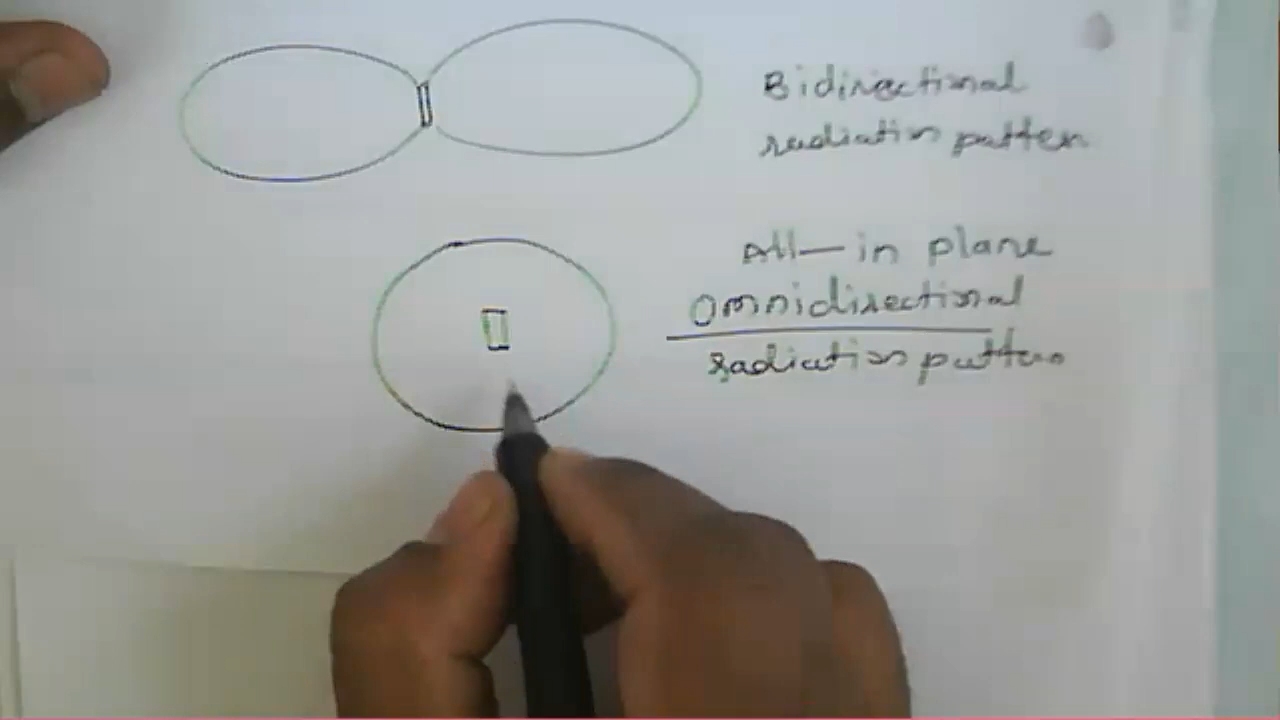 Bidirectional
radiation pattern
All— in plane
Omnidirectional
radiation pattern